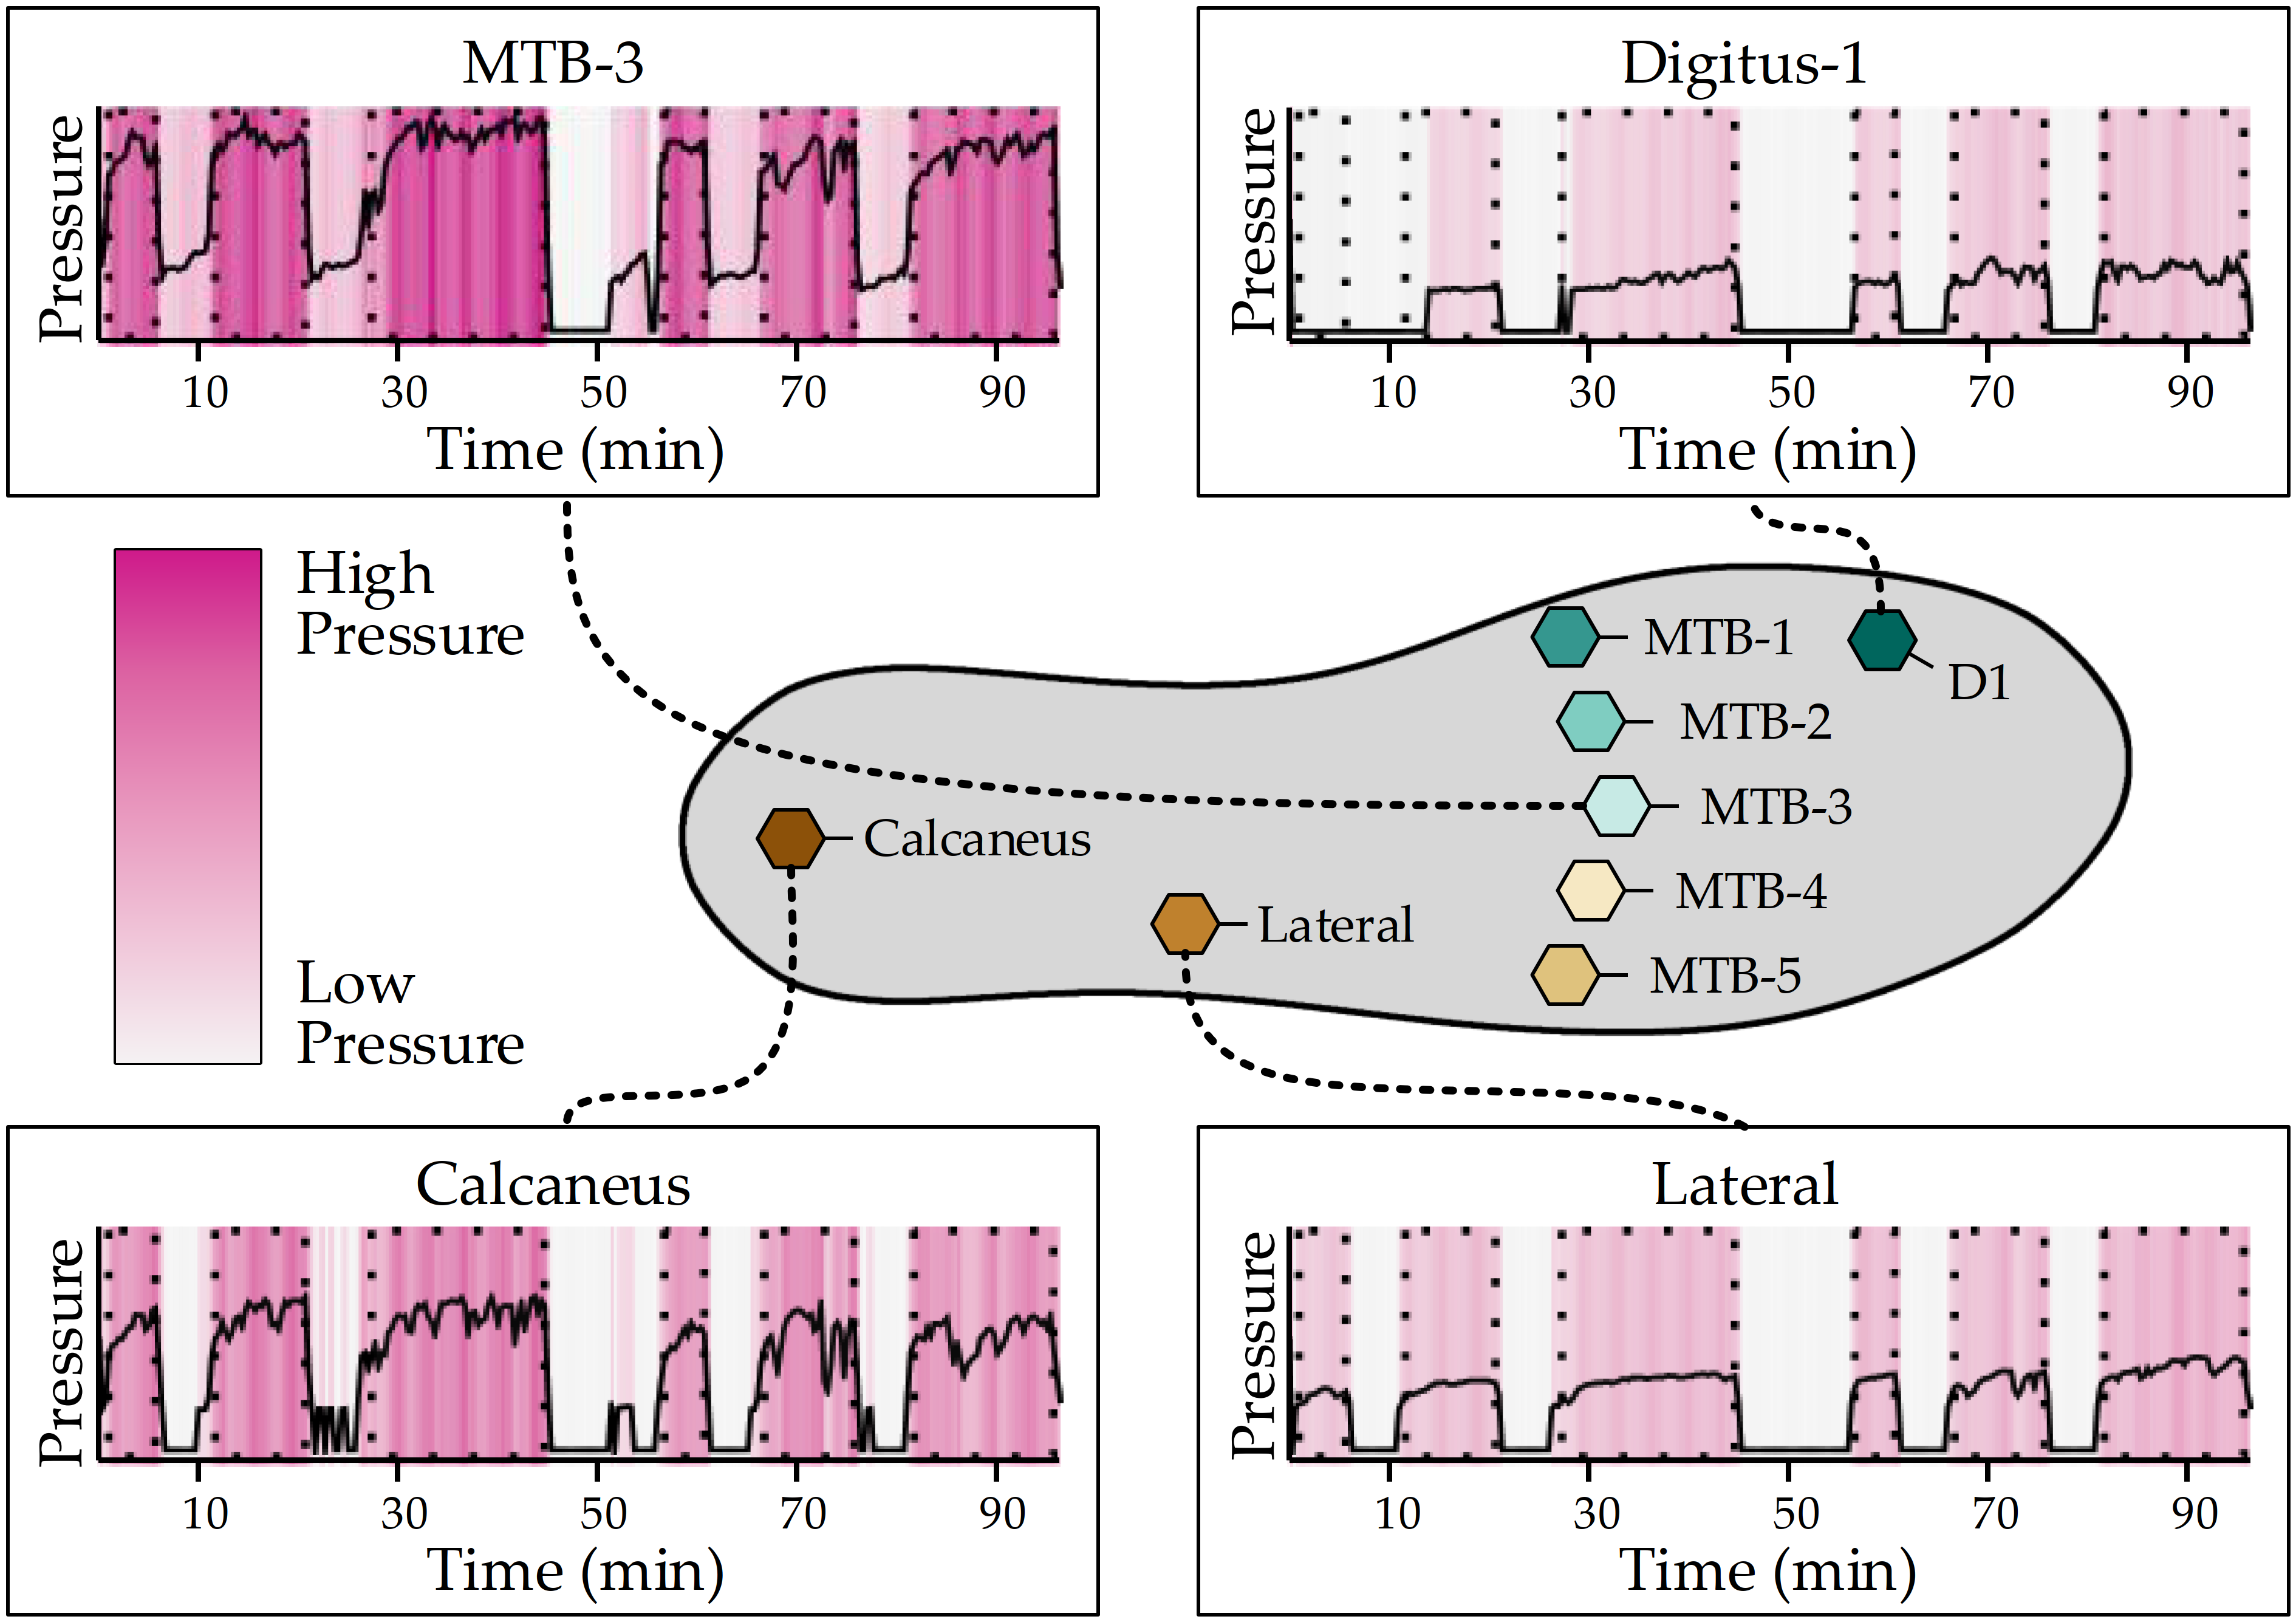 MTB-3
Pressure
10 30 50 70 90
Time (min)
Digitus-1
Pressure
10 30 50 70 90
Time (min)
High
Pressure
Low
Pressure
MTB-1
D1
MTB-2
MTB-3
Calcaneus
MTB-4
Lateral
MTB-5
Calcaneus
Pressure
10 30 50 70 90
Time (min)
Lateral
Pressure
10 30 50 70 90
Time (min)